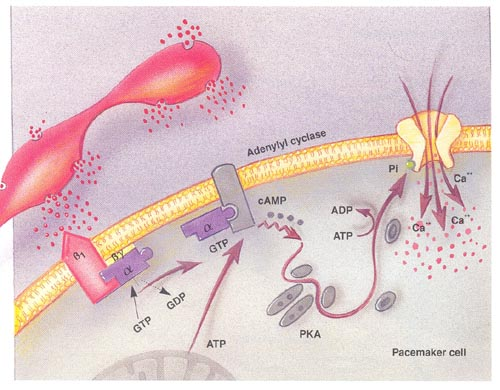 Adenylyl cyclase
Pi
Ca++
cAMP
ADP
β1
βγ
α
α
GTP
ATP
Ca++
Ca++
GTP
GDP
ATP
PKA
Pacemaker cell